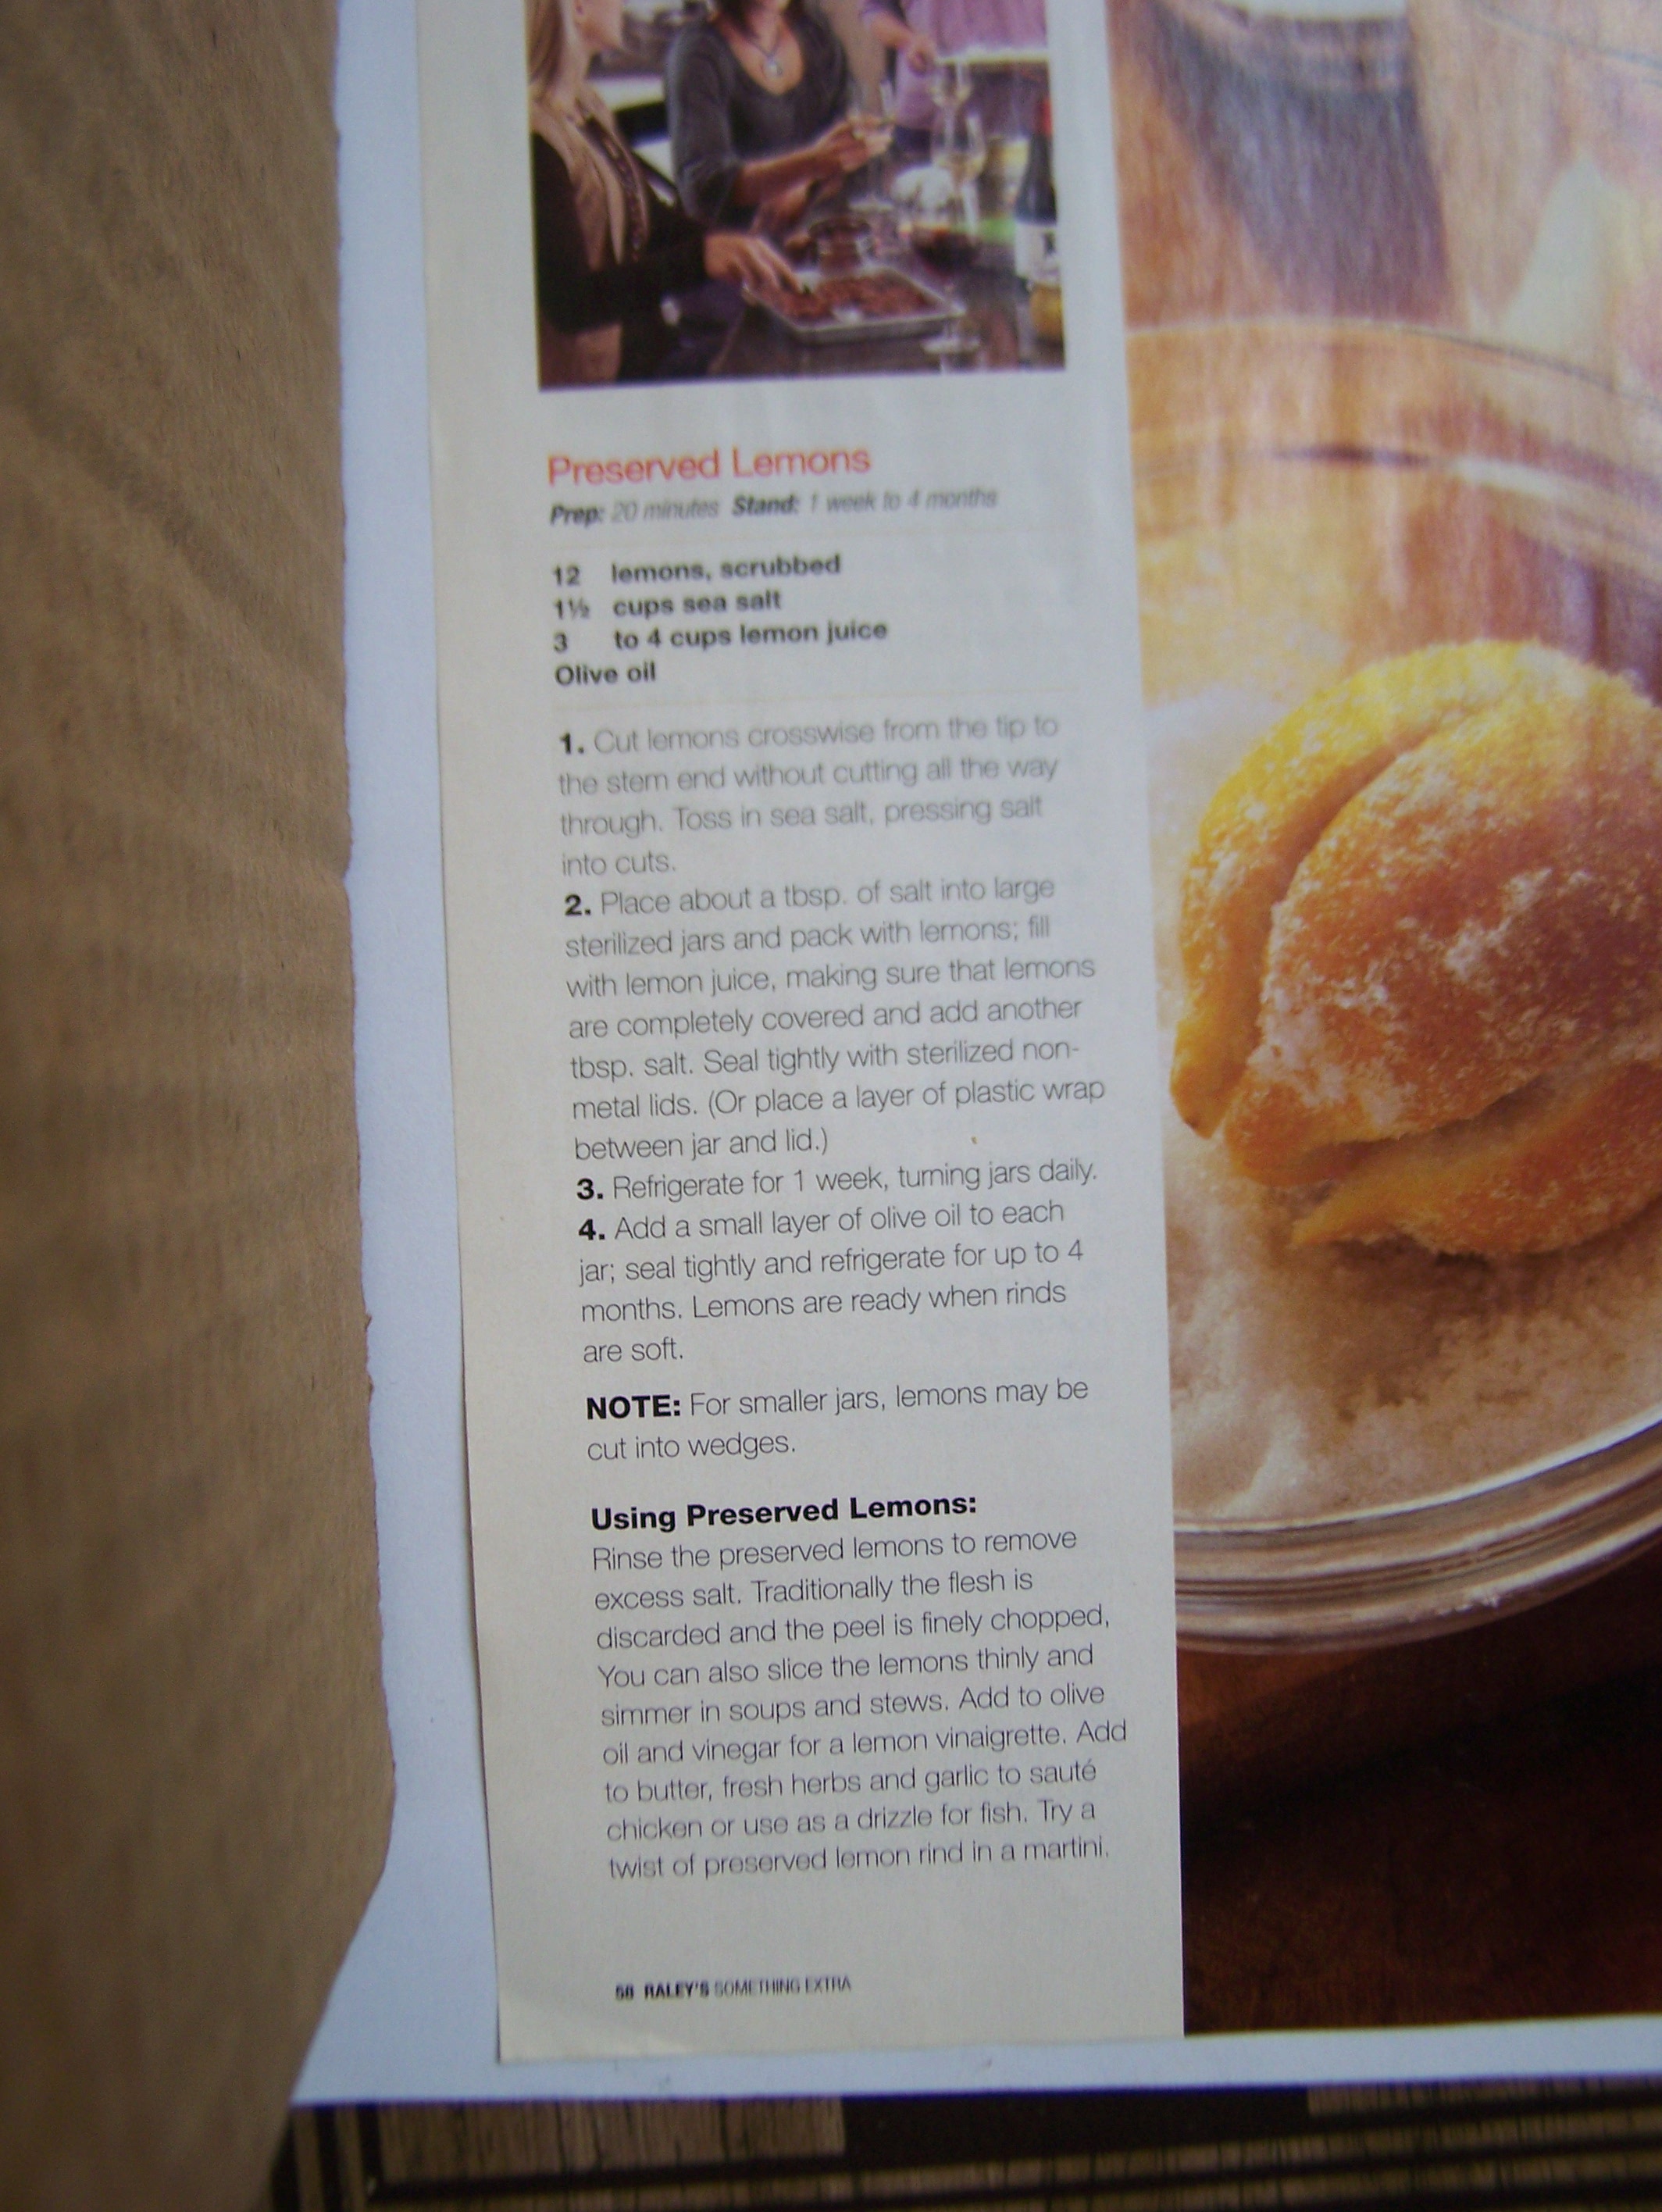 Preserved Lemons
Prep: 20 minutes Stand: 1 week to 4 months
12 lemons, scrubbed
1½ cups sea salt
3 to 4 cups lemon juice
Olive oil
1. Cut lemons crosswise from the tip to
the stem end without cutting all the way
through. Toss in sea salt, pressing salt
into cuts.
2. Place about a tbsp. of salt into large
sterilized jars and pack with lemons; fill
with lemon juice, making sure that lemons
are completely covered and add another
tbsp. salt. Seal tightly with sterilized non-
metal lids. (Or place a layer of plastic wrap
between jar and lid.)
3. Refrigerate for 1 week, turning jars daily.
4. Add a small layer of olive oil to each
jar; seal tightly and refrigerate for up to 4
months. Lemons are ready when rinds
are soft.
NOTE: For smaller jars, lemons may be
cut into wedges.
Using Preserved Lemons:
Rinse the preserved lemons to remove
excess salt. Traditionally the flesh is
discarded and the peel is finely chopped,
You can also slice the lemons thinly and
simmer in soups and stews. Add to olive
oil and vinegar for a lemon vinaigrette. Add
to butter, fresh herbs and garlic to sauté
chicken or use as a drizzle for fish. Try a
twist of preserved lemon rind in a martini.
58 RALEY'S SOMETHING EXTRA